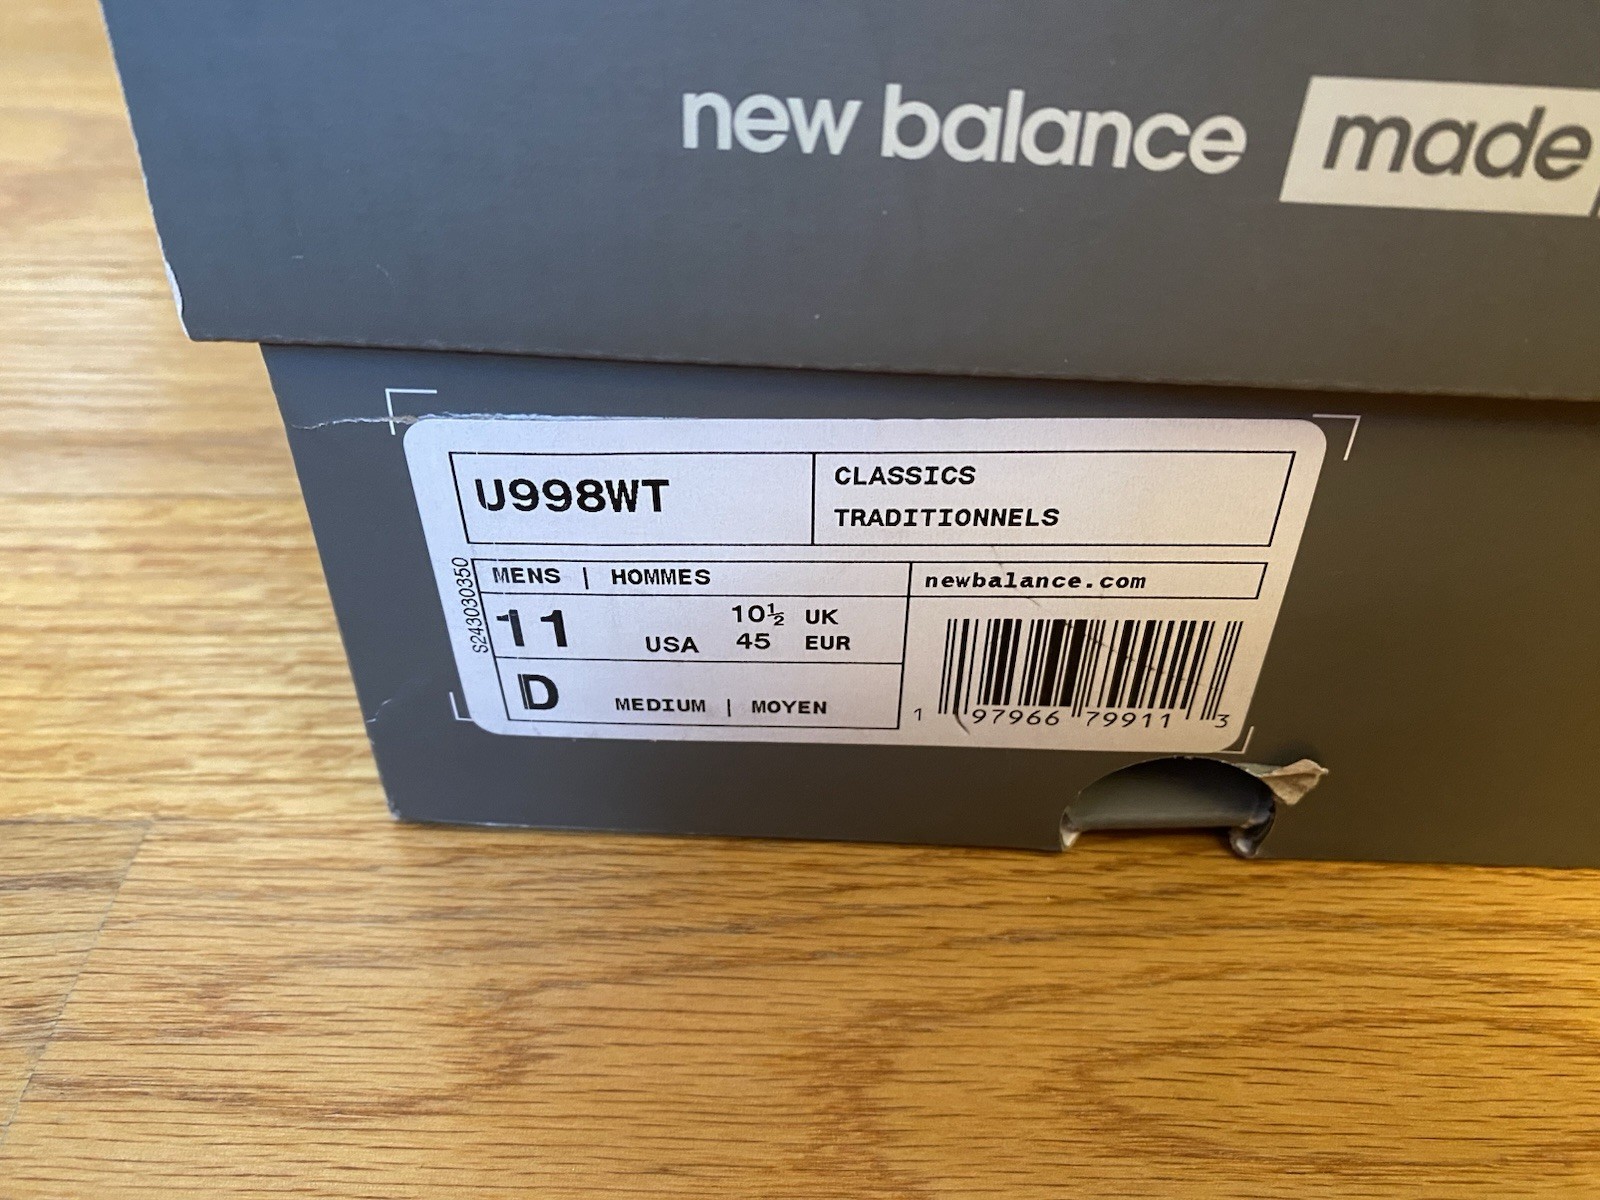 new balance made
U998WT
CLASSICS
TRADITIONNELS
S243030350
MENS | HOMMES
newbalance.com
11 USA 10½ UK
45 EUR
D MEDIUM | MOYEN
1 97966 79911 3